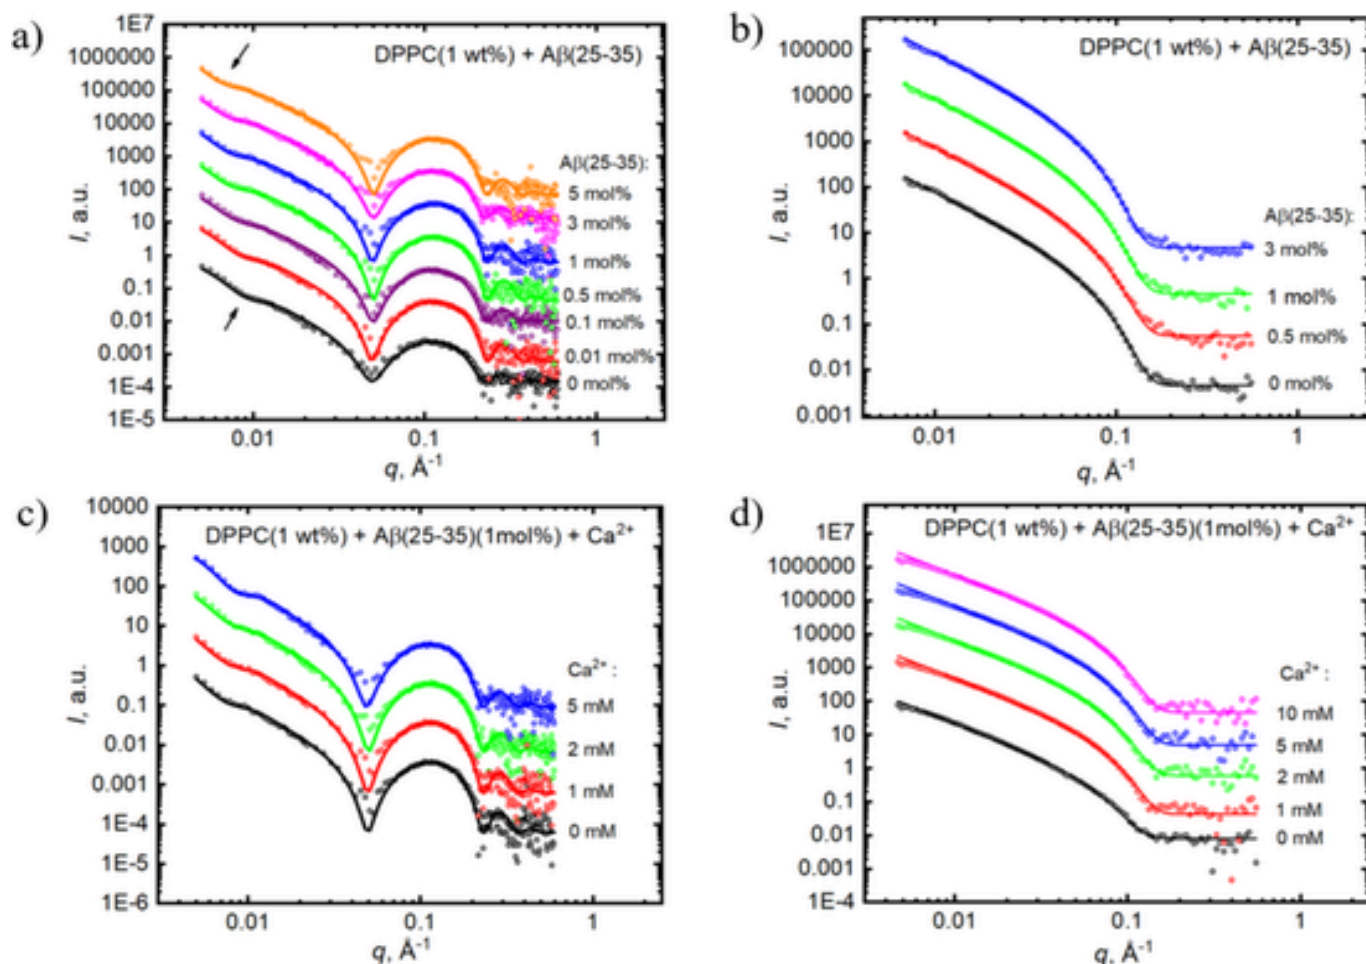 a)
DPPC(1 wt%) + Aβ(25-35)
1E7
1000000
100000
10000
1000
100
10
1
0.1
0.01
0.001
1E-4
1E-5
I, a.u.
Aβ(25-35):
5 mol%
3 mol%
1 mol%
0.5 mol%
0.1 mol%
0.01 mol%
0 mol%
0.01 0.1 1
q, Å-1
b)
DPPC(1 wt%) + Aβ(25-35)
100000
10000
1000
100
10
1
0.1
0.01
0.001
I, a.u.
Aβ(25-35):
3 mol%
1 mol%
0.5 mol%
0 mol%
0.01 0.1 1
q, Å-1
c)
DPPC(1 wt%) + Aβ(25-35)(1mol%) + Ca2+
10000
1000
100
10
1
0.1
0.01
0.001
1E-4
1E-5
1E-6
I, a.u.
Ca2+ :
5 mM
2 mM
1 mM
0 mM
0.01 0.1 1
q, Å-1
d)
DPPC(1 wt%) + Aβ(25-35)(1mol%) + Ca2+
1E7
1000000
100000
10000
1000
100
10
1
0.1
0.01
0.001
1E-4
I, a.u.
Ca2+ :
10 mM
5 mM
2 mM
1 mM
0 mM
0.01 0.1 1
q, Å-1